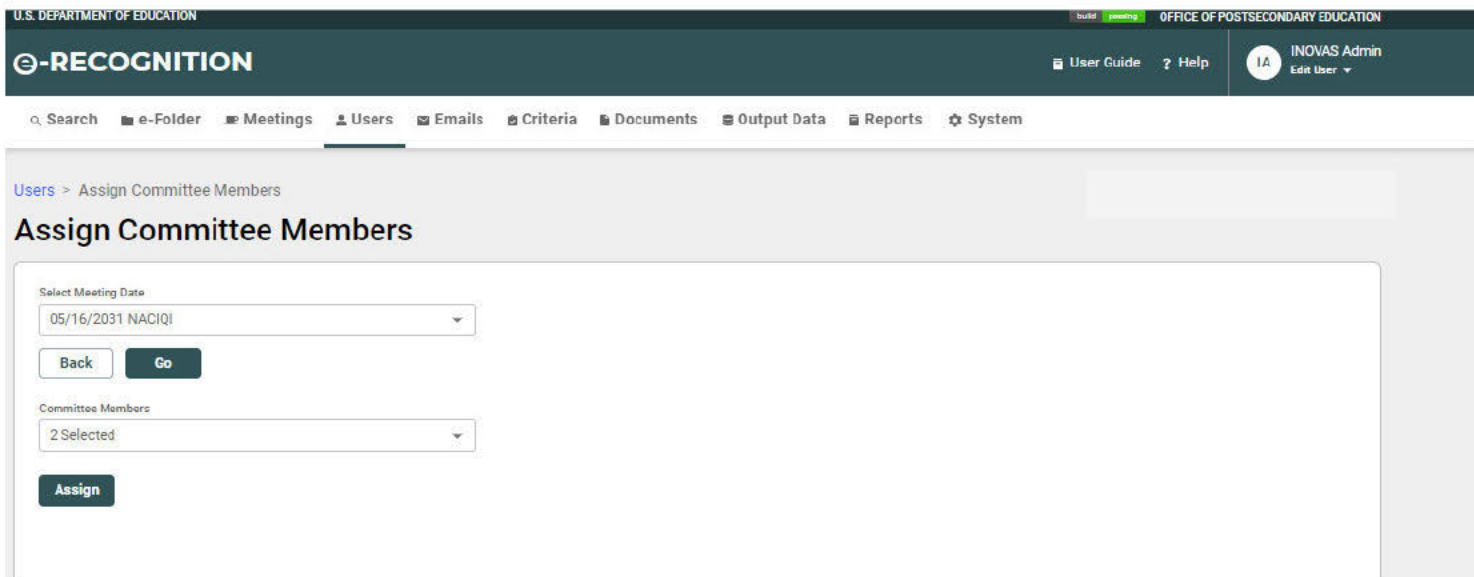 U.S. DEPARTMENT OF EDUCATION
build passing OFFICE OF POSTSECONDARY EDUCATION
e-RECOGNITION
User Guide ? Help
IA
INOVAS Admin
Edit User
Search e-Folder Meetings Users Emails Criteria Documents Output Data Reports System
Users > Assign Committee Members
Assign Committee Members
Select Meeting Date
05/16/2031 NACIQI
Back Go
Committee Members
2 Selected
Assign